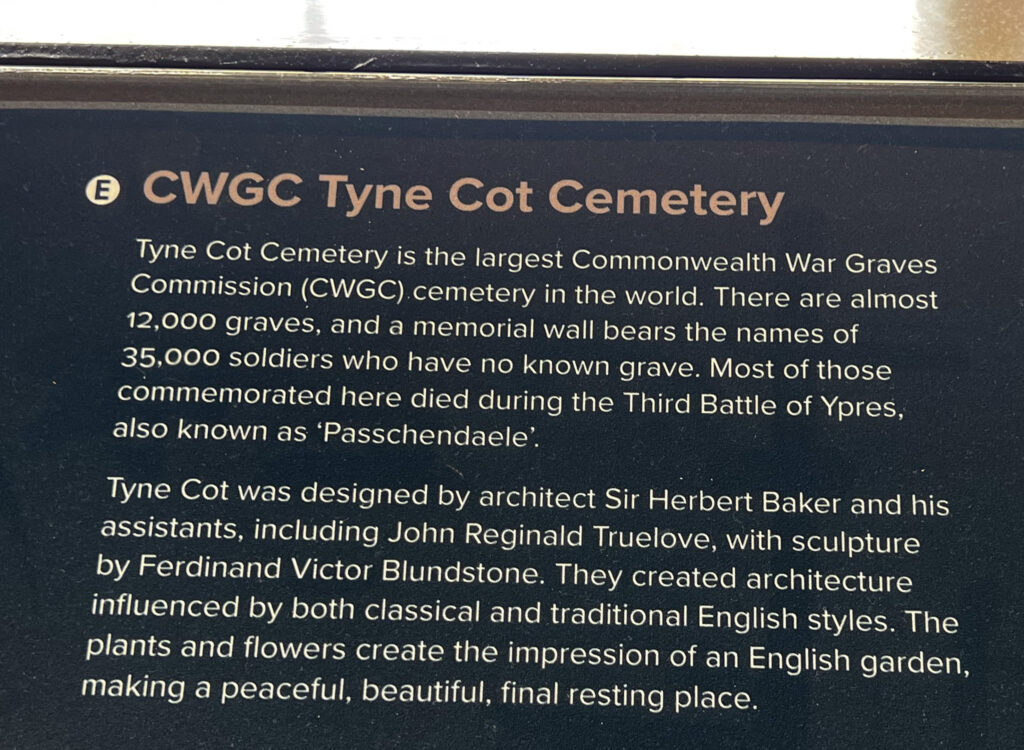 E CWGC Tyne Cot Cemetery
Tyne Cot Cemetery is the largest Commonwealth War Graves
Commission (CWGC) cemetery in the world. There are almost
12,000 graves, and a memorial wall bears the names of
35,000 soldiers who have no known grave. Most of those
commemorated here died during the Third Battle of Ypres,
also known as ‘Passchendaele’.
Tyne Cot was designed by architect Sir Herbert Baker and his
assistants, including John Reginald Truelove, with sculpture
by Ferdinand Victor Blundstone. They created architecture
influenced by both classical and traditional English styles. The
plants and flowers create the impression of an English garden,
making a peaceful, beautiful, final resting place.